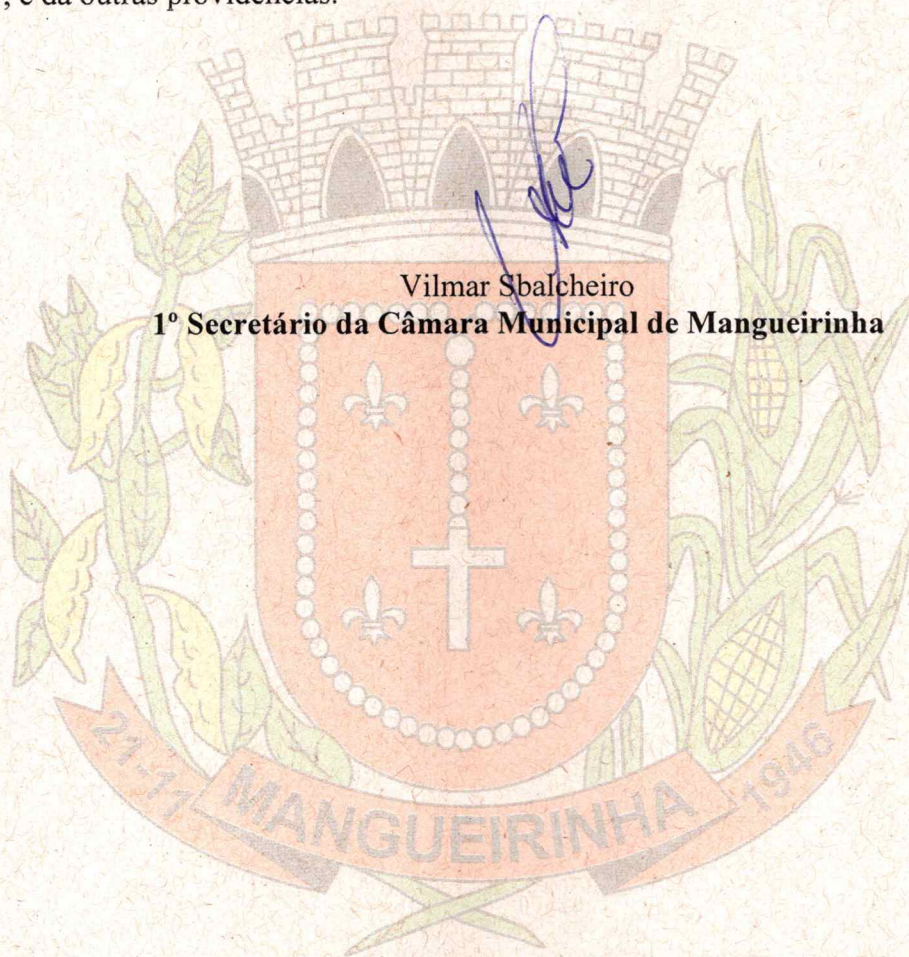 , e dá outras providências.
Vilmar Sbalcheiro
1º Secretário da Câmara Municipal de Mangueirinha
21-11 MANGUEIRINHA 1946